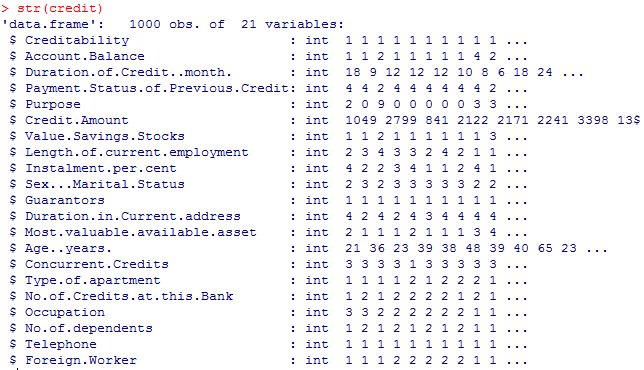 > str(credit)
'data.frame':   1000 obs. of  21 variables:
 $ Creditability                    : int  1 1 1 1 1 1 1 1 1 1 ...
 $ Account.Balance                  : int  1 1 2 1 1 1 1 1 4 2 ...
 $ Duration.of.Credit..month.       : int  18 9 12 12 12 10 8 6 18 24 ...
 $ Payment.Status.of.Previous.Credit: int  4 4 2 4 4 4 4 4 4 2 ...
 $ Purpose                          : int  2 0 9 0 0 0 0 0 3 3 ...
 $ Credit.Amount                    : int  1049 2799 841 2122 2171 2241 3398 13$
 $ Value.Savings.Stocks             : int  1 1 2 1 1 1 1 1 1 3 ...
 $ Length.of.current.employment     : int  2 3 4 3 3 2 4 2 1 1 ...
 $ Instalment.per.cent              : int  4 2 2 3 4 1 1 2 4 1 ...
 $ Sex...Marital.Status             : int  2 3 2 3 3 3 3 3 2 2 ...
 $ Guarantors                       : int  1 1 1 1 1 1 1 1 1 1 ...
 $ Duration.in.Current.address      : int  4 2 4 2 4 3 4 4 4 4 ...
 $ Most.valuable.available.asset    : int  2 1 1 1 2 1 1 1 3 4 ...
 $ Age..years.                      : int  21 36 23 39 38 48 39 40 65 23 ...
 $ Concurrent.Credits               : int  3 3 3 3 1 3 3 3 3 3 ...
 $ Type.of.apartment                : int  1 1 1 1 2 1 2 2 2 1 ...
 $ No.of.Credits.at.this.Bank       : int  1 2 1 2 2 2 2 1 2 1 ...
 $ Occupation                       : int  3 3 2 2 2 2 2 2 1 1 ...
 $ No.of.dependents                 : int  1 2 1 2 1 2 1 2 1 1 ...
 $ Telephone                        : int  1 1 1 1 1 1 1 1 1 1 ...
 $ Foreign.Worker                   : int  1 1 1 2 2 2 2 2 1 1 ...